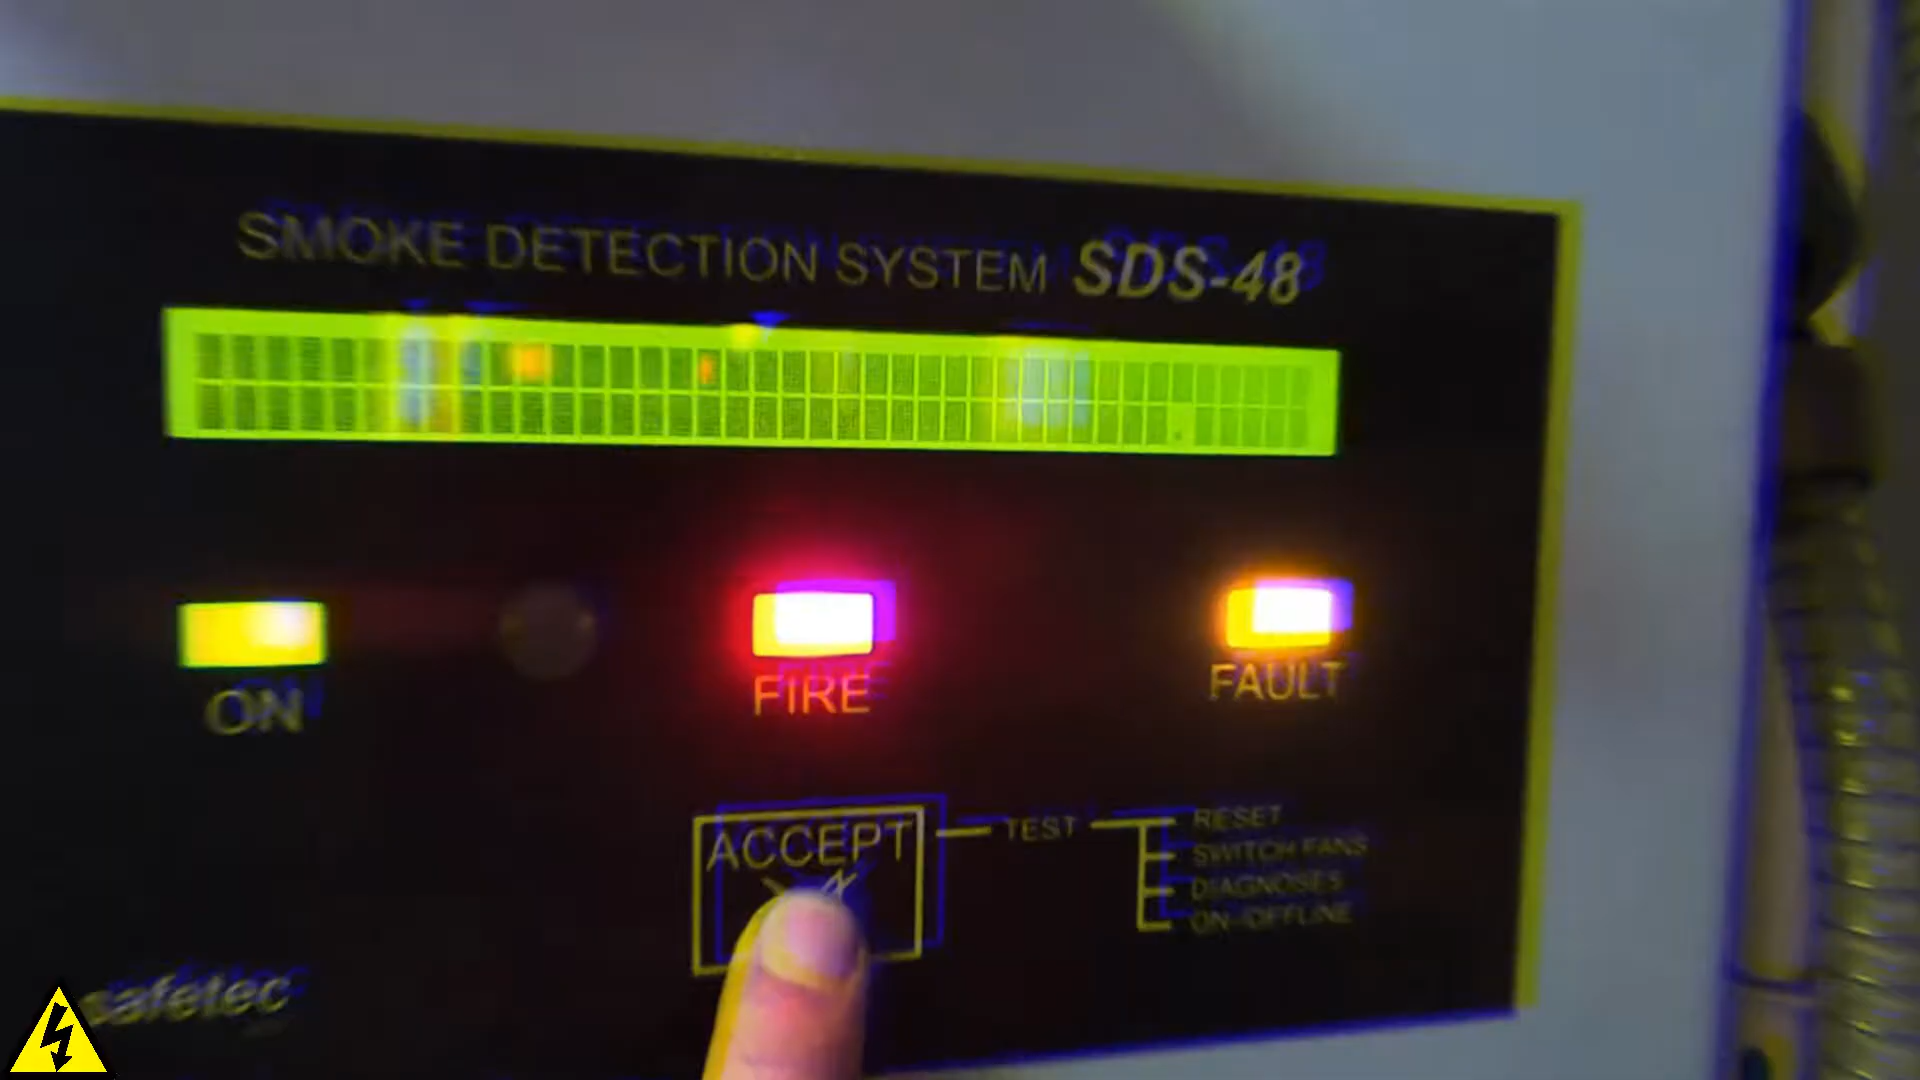 SMOKE DETECTION SYSTEM SDS-48
ON
FIRE
FAULT
ACCEPT
TEST
RESET
SWITCH FANS
DIAGNOSES
ON-/OFFLINE
safetec